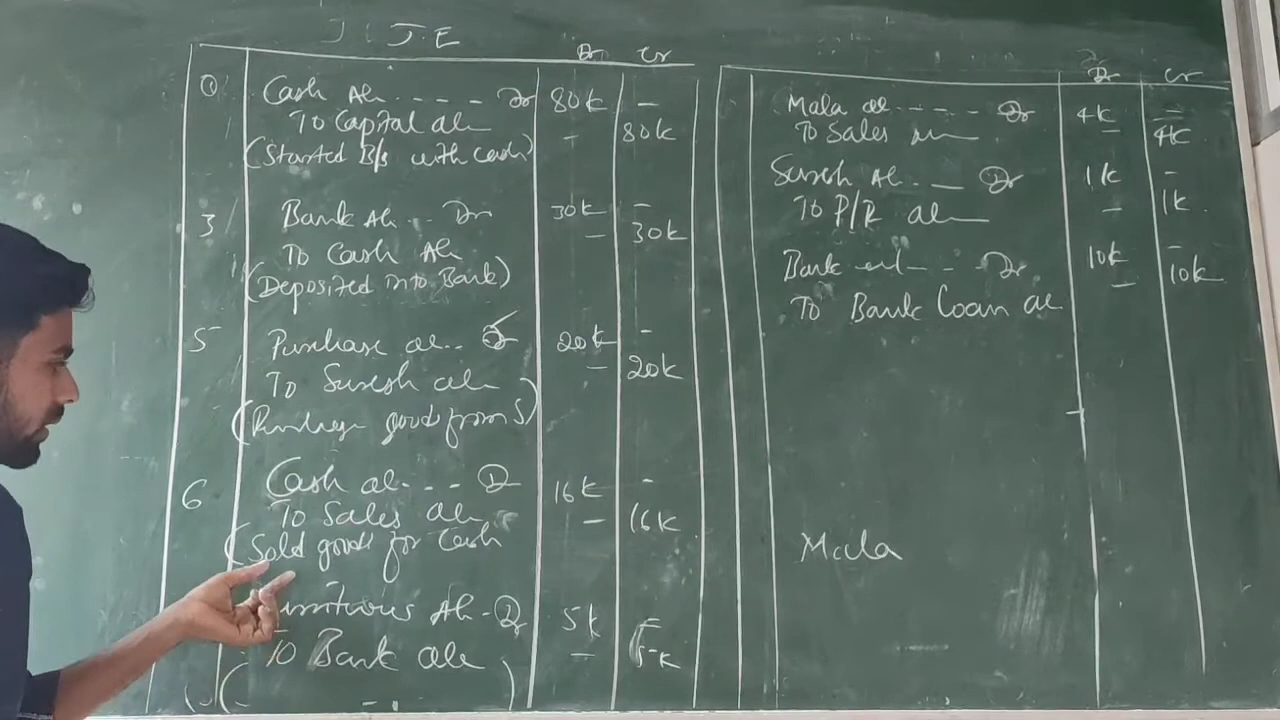 J.E
Dr Cr
① Cash A/c .... Dr 80k -
To Capital a/c - 80k
(Started B/s with cash)
3 Bank A/c ... Dr 30k -
To Cash A/c - 30k
(Deposited into Bank)
5 Purchase a/c .. Dr 20k -
To Suresh a/c - 20k
goods from S)
6 Cash a/c .... Dr 16k -
To Sales a/c - 16k
(Sold goods for Cash
A/c - Dr 5k -
To Bank a/c - 5k
Dr Cr
Mala a/c .... Dr 4k -
To Sales - 4k
Suresh A/c .. Dr 1k -
To P/R a/c - 1k
Bank .... Dr 10k -
To Bank Loan a/c - 10k
Mala